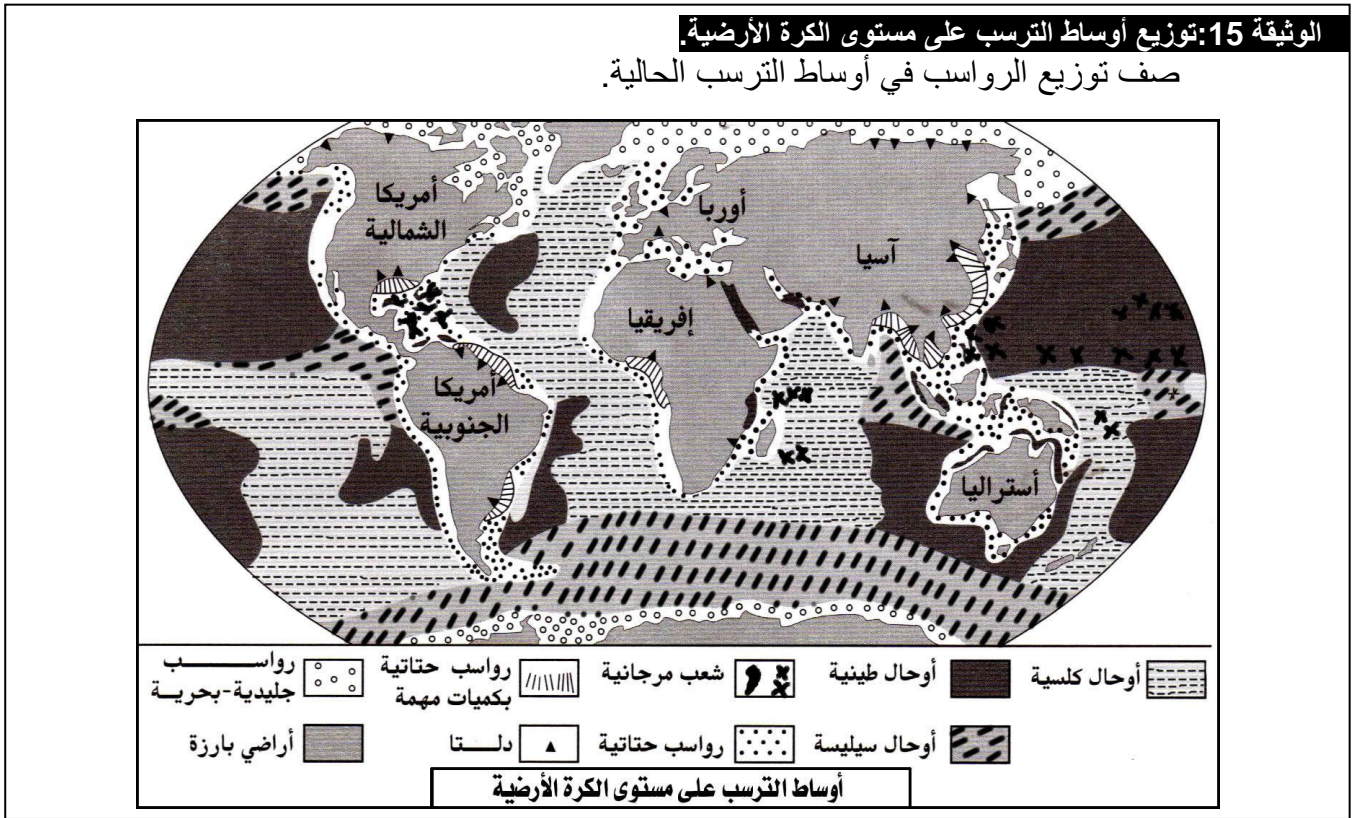 الوثيقة 15:توزيع أوساط الترسب على مستوى الكرة الأرضية.
صف توزيع الرواسب في أوساط الترسب الحالية.
أمريكا
الشمالية
أوربا
آسيا
إفريقيا
أمريكا
الجنوبية
أستراليا
أوحال كلسية
أوحال طينية
شعب مرجانية
رواسب حتاتية
بكميات مهمة
رواسب
جليدية-بحرية
أوحال سيليسة
رواسب حتاتية
دلتا
أراضي بارزة
أوساط الترسب على مستوى الكرة الأرضية